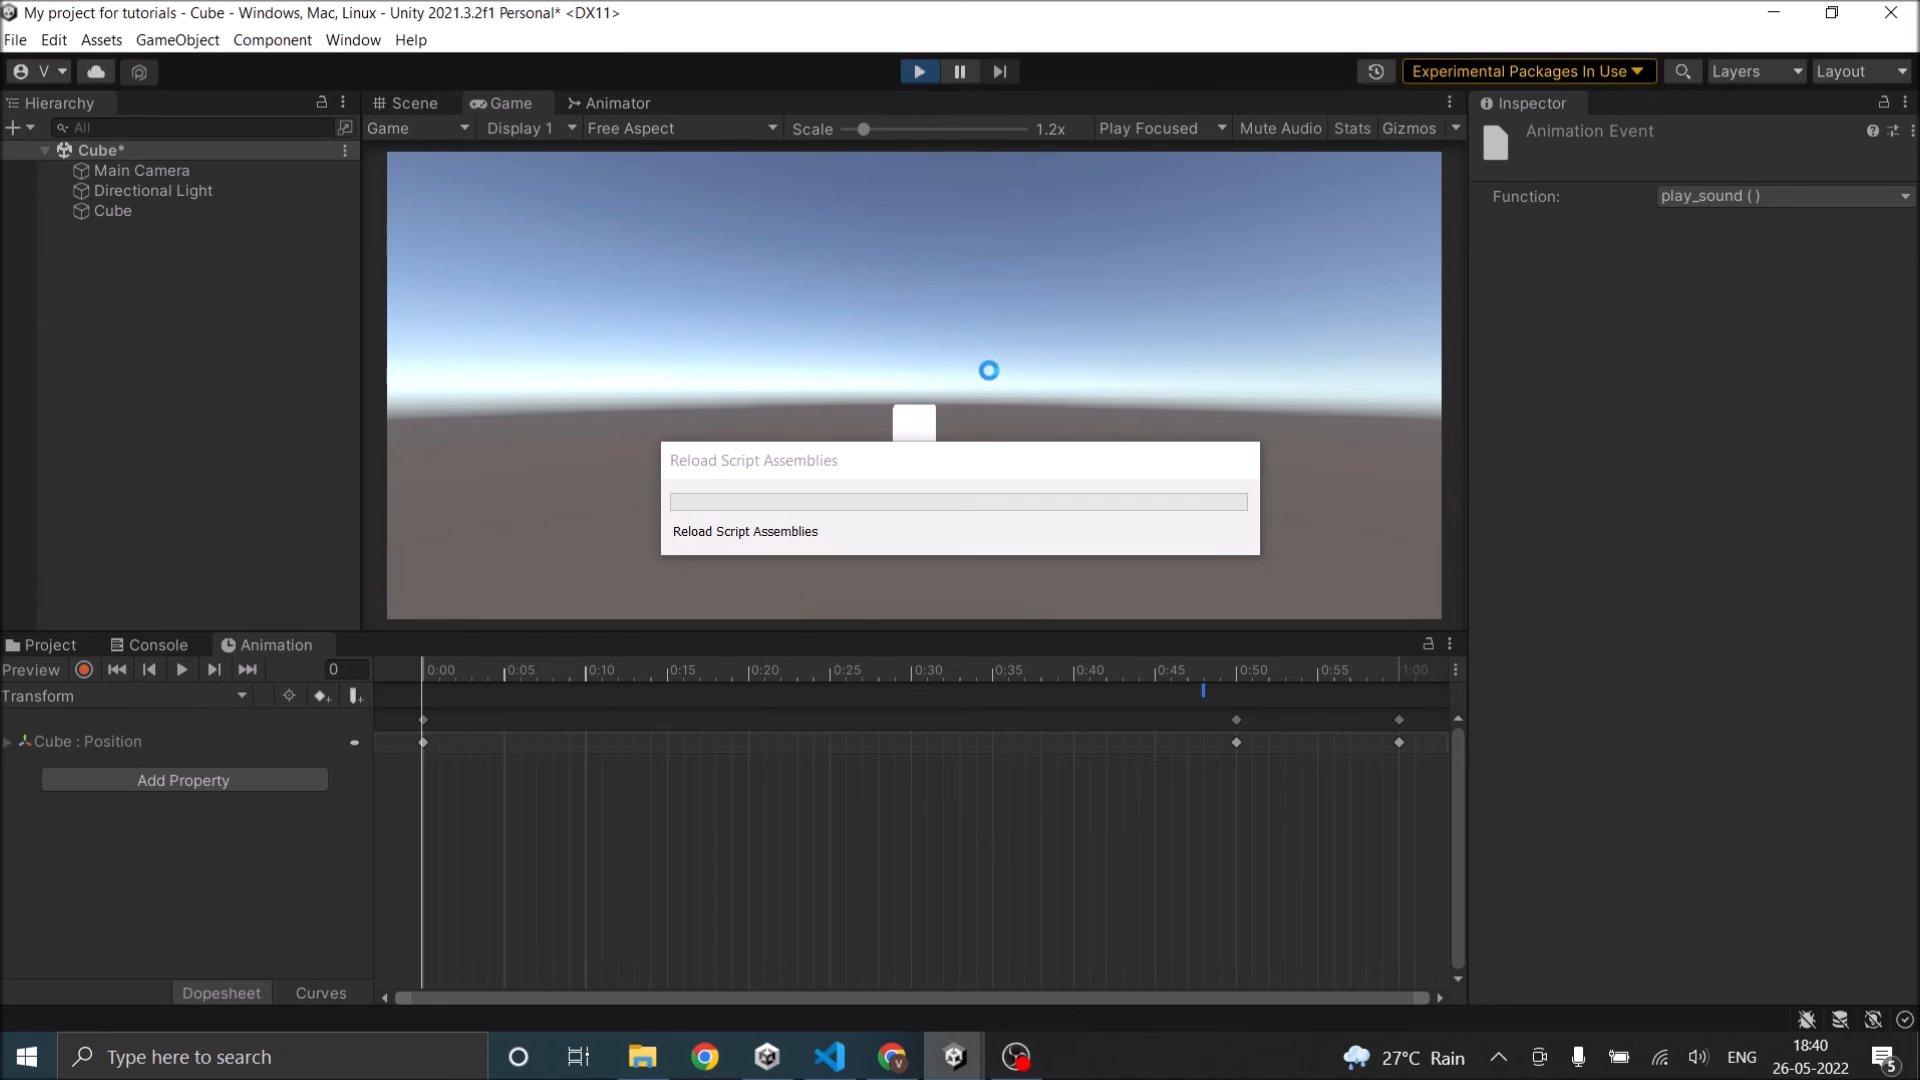 My project for tutorials - Cube - Windows, Mac, Linux - Unity 2021.3.2f1 Personal* <DX11>
File Edit Assets GameObject Component Window Help
V Experimental Packages In Use Layers Layout
Hierarchy Scene Game Animator Inspector
All Game Display 1 Free Aspect Scale 1.2x Play Focused Mute Audio Stats Gizmos Animation Event
Cube*
Main Camera
Directional Light
Cube
Function: play_sound ( )
Reload Script Assemblies
Reload Script Assemblies
Project Console Animation
Preview 0 0:00 0:05 0:10 0:15 0:20 0:25 0:30 0:35 0:40 0:45 0:50 0:55 1:00
Transform
Cube : Position
Add Property
Dopesheet Curves
Type here to search 27°C Rain ENG 18:40
26-05-2022 5